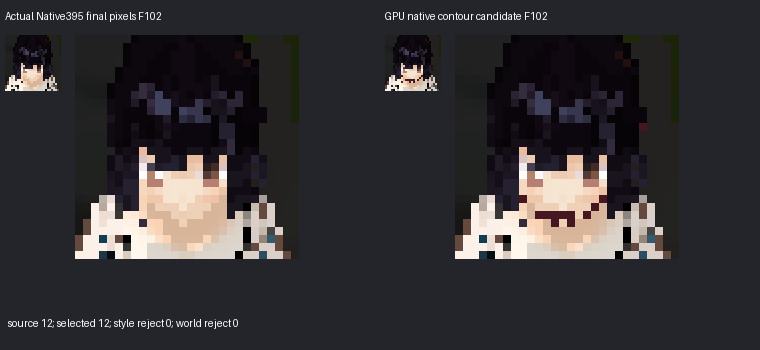 Actual Native395 final pixels F102
GPU native contour candidate F102
source 12; selected 12; style reject 0; world reject 0